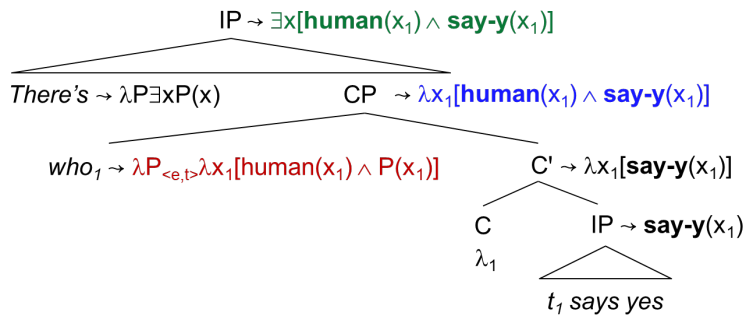 IP → ∃x[human(x₁) ∧ say-y(x₁)]
There's → λP∃xP(x) CP → λx₁[human(x₁) ∧ say-y(x₁)]
who₁ → λP<e,t>λx₁[human(x₁) ∧ P(x₁)] C' → λx₁[say-y(x₁)]
C IP → say-y(x₁)
λ₁
t₁ says yes